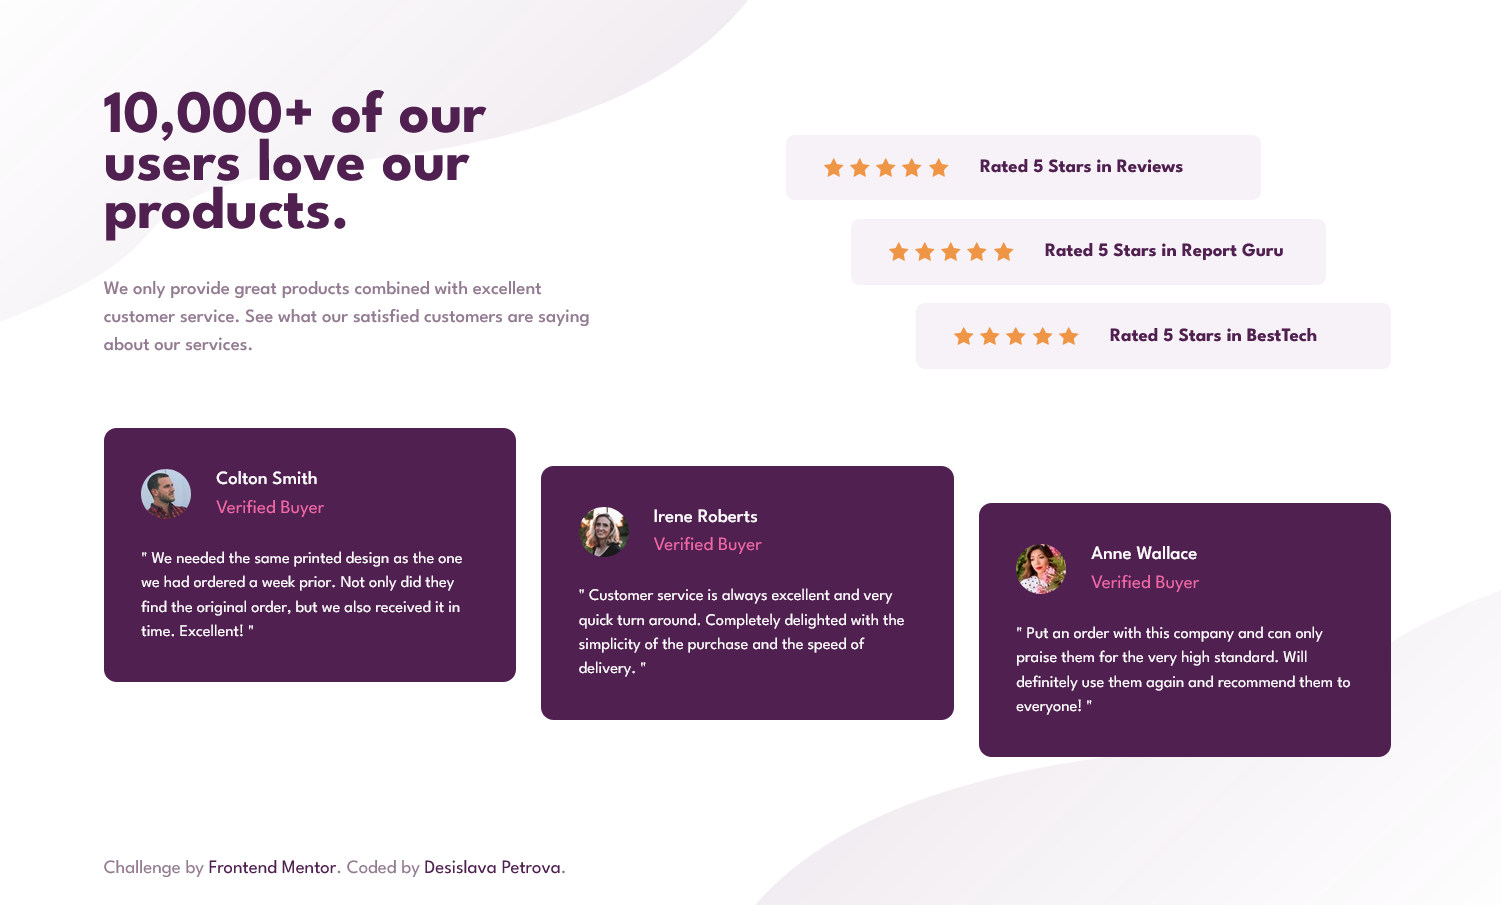 10,000+ of our
users love our
products.
We only provide great products combined with excellent
customer service. See what our satisfied customers are saying
about our services.
Rated 5 Stars in Reviews
Rated 5 Stars in Report Guru
Rated 5 Stars in BestTech
Colton Smith
Verified Buyer
" We needed the same printed design as the one
we had ordered a week prior. Not only did they
find the original order, but we also received it in
time. Excellent! "
Irene Roberts
Verified Buyer
" Customer service is always excellent and very
quick turn around. Completely delighted with the
simplicity of the purchase and the speed of
delivery. "
Anne Wallace
Verified Buyer
" Put an order with this company and can only
praise them for the very high standard. Will
definitely use them again and recommend them to
everyone! "
Challenge by Frontend Mentor. Coded by Desislava Petrova.